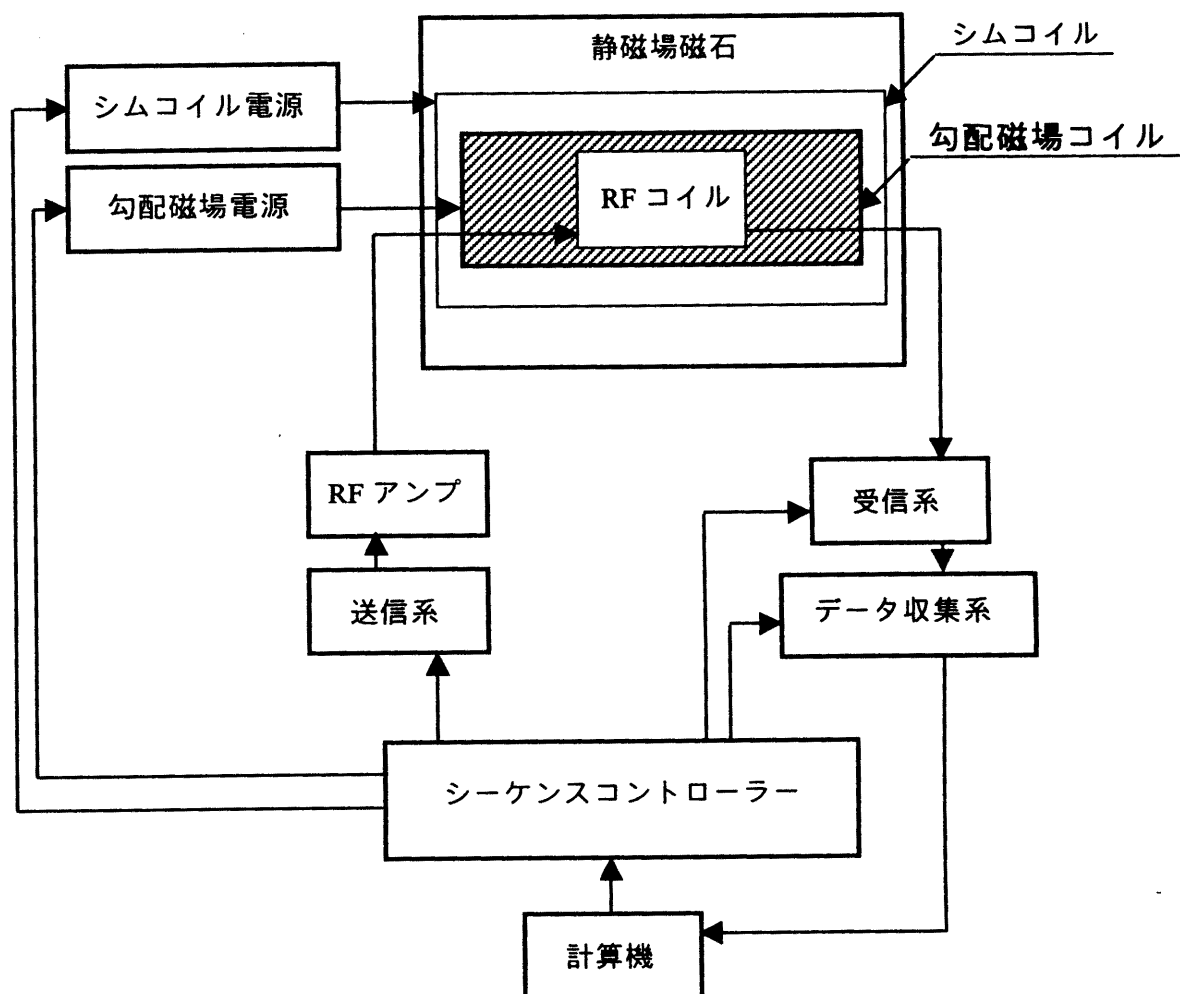 静磁場磁石
シムコイル
シムコイル電源
勾配磁場コイル
勾配磁場電源
RFコイル
RFアンプ
受信系
送信系
データ収集系
シーケンスコントローラー
計算機